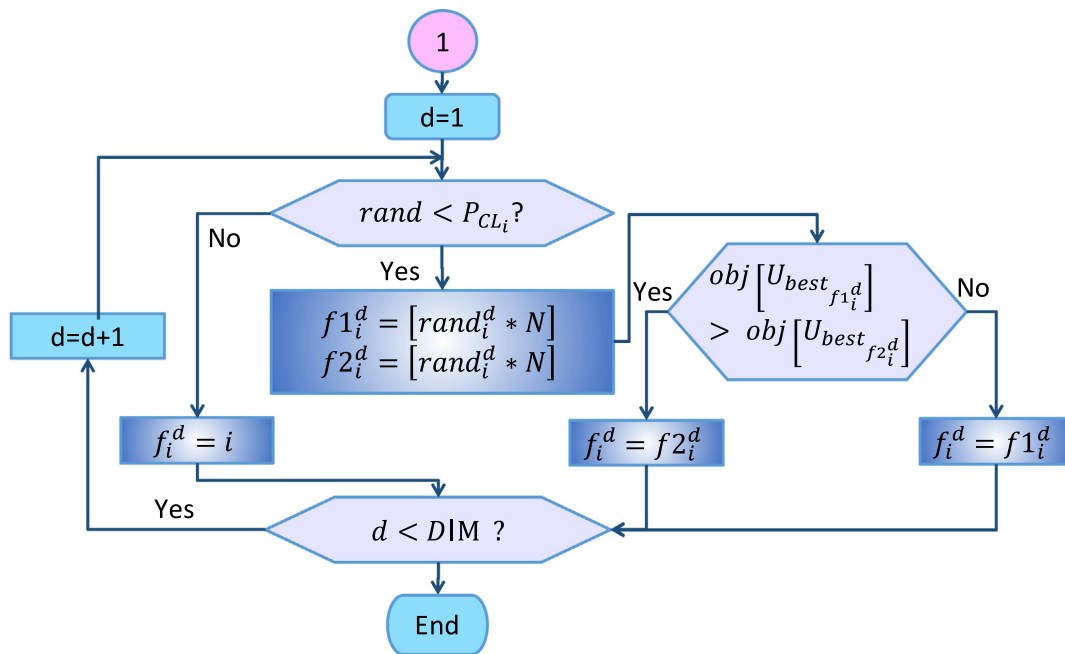 1
d=1
rand < P_{CL_i}?
No
Yes
f1_i^d = [rand_i^d * N]
f2_i^d = [rand_i^d * N]
obj [U_{best_{f1_i^d}}]
> obj [U_{best_{f2_i^d}}]
Yes
No
d=d+1
f_i^d = i
f_i^d = f2_i^d
f_i^d = f1_i^d
Yes
d < DIM ?
End